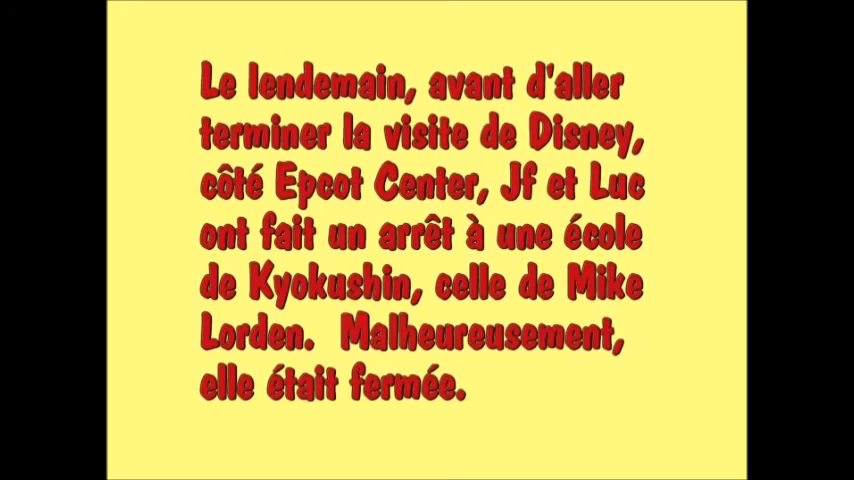 Le lendemain, avant d'aller
terminer la visite de Disney,
côté Epcot Center, Jf et Luc
ont fait un arrêt à une école
de Kyokushin, celle de Mike
Lorden.  Malheureusement,
elle était fermée.